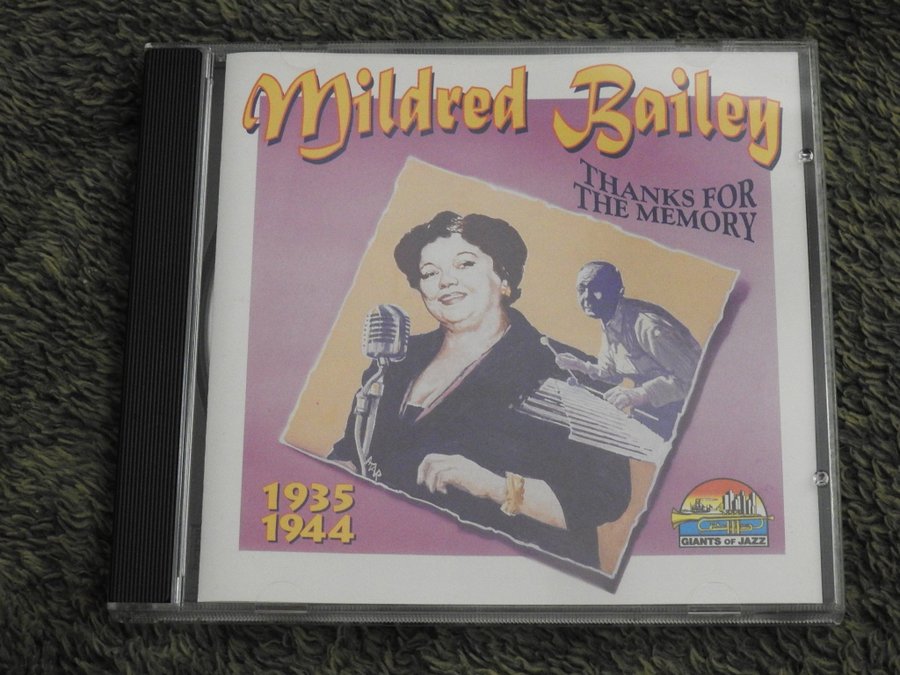 Mildred Bailey
THANKS FOR
THE MEMORY
1935
1944
GIANTS OF JAZZ